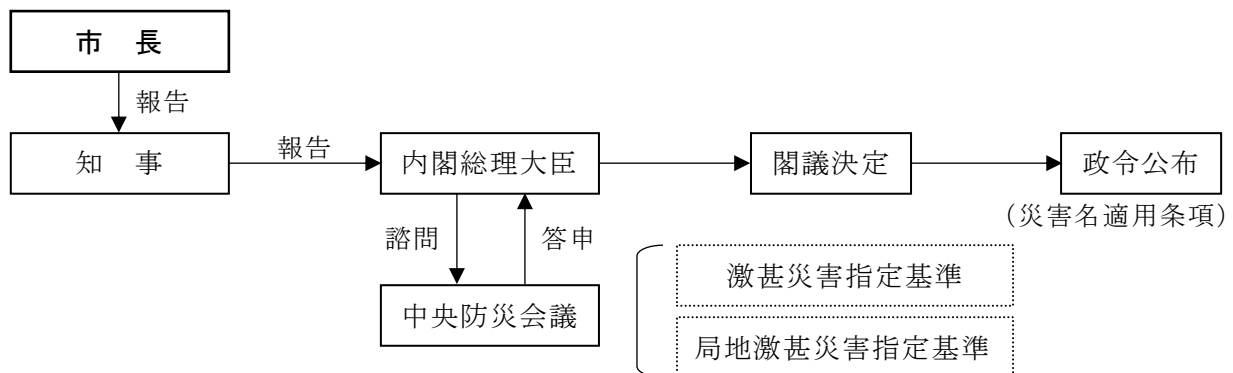 市 長
報告
知 事
報告
内閣総理大臣
閣議決定
政令公布
(災害名適用条項)
諮問
答申
中央防災会議
激甚災害指定基準
局地激甚災害指定基準